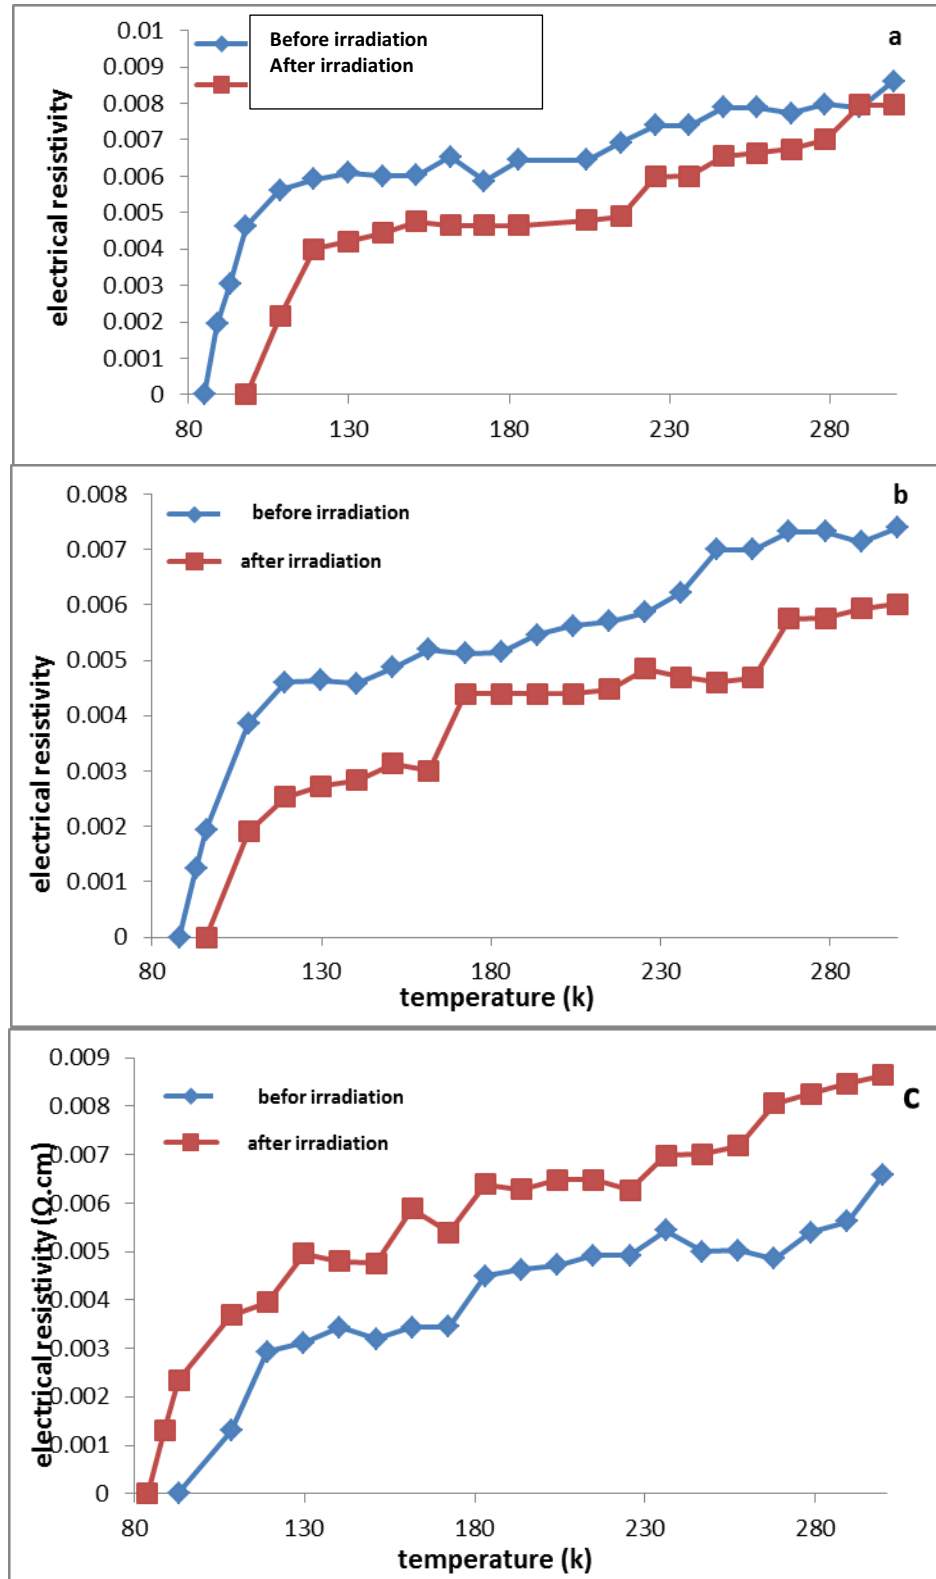 a
Before irradiation
After irradiation
electrical resistivity
0.01
0.009
0.008
0.007
0.006
0.005
0.004
0.003
0.002
0.001
0
80 130 180 230 280
b
before irradiation
after irradiation
electrical resistivity
0.008
0.007
0.006
0.005
0.004
0.003
0.002
0.001
0
80 130 180 230 280
temperature (k)
c
befor irradiation
after irradiation
electrical resistivity (Ω.cm)
0.009
0.008
0.007
0.006
0.005
0.004
0.003
0.002
0.001
0
80 130 180 230 280
temperature (k)